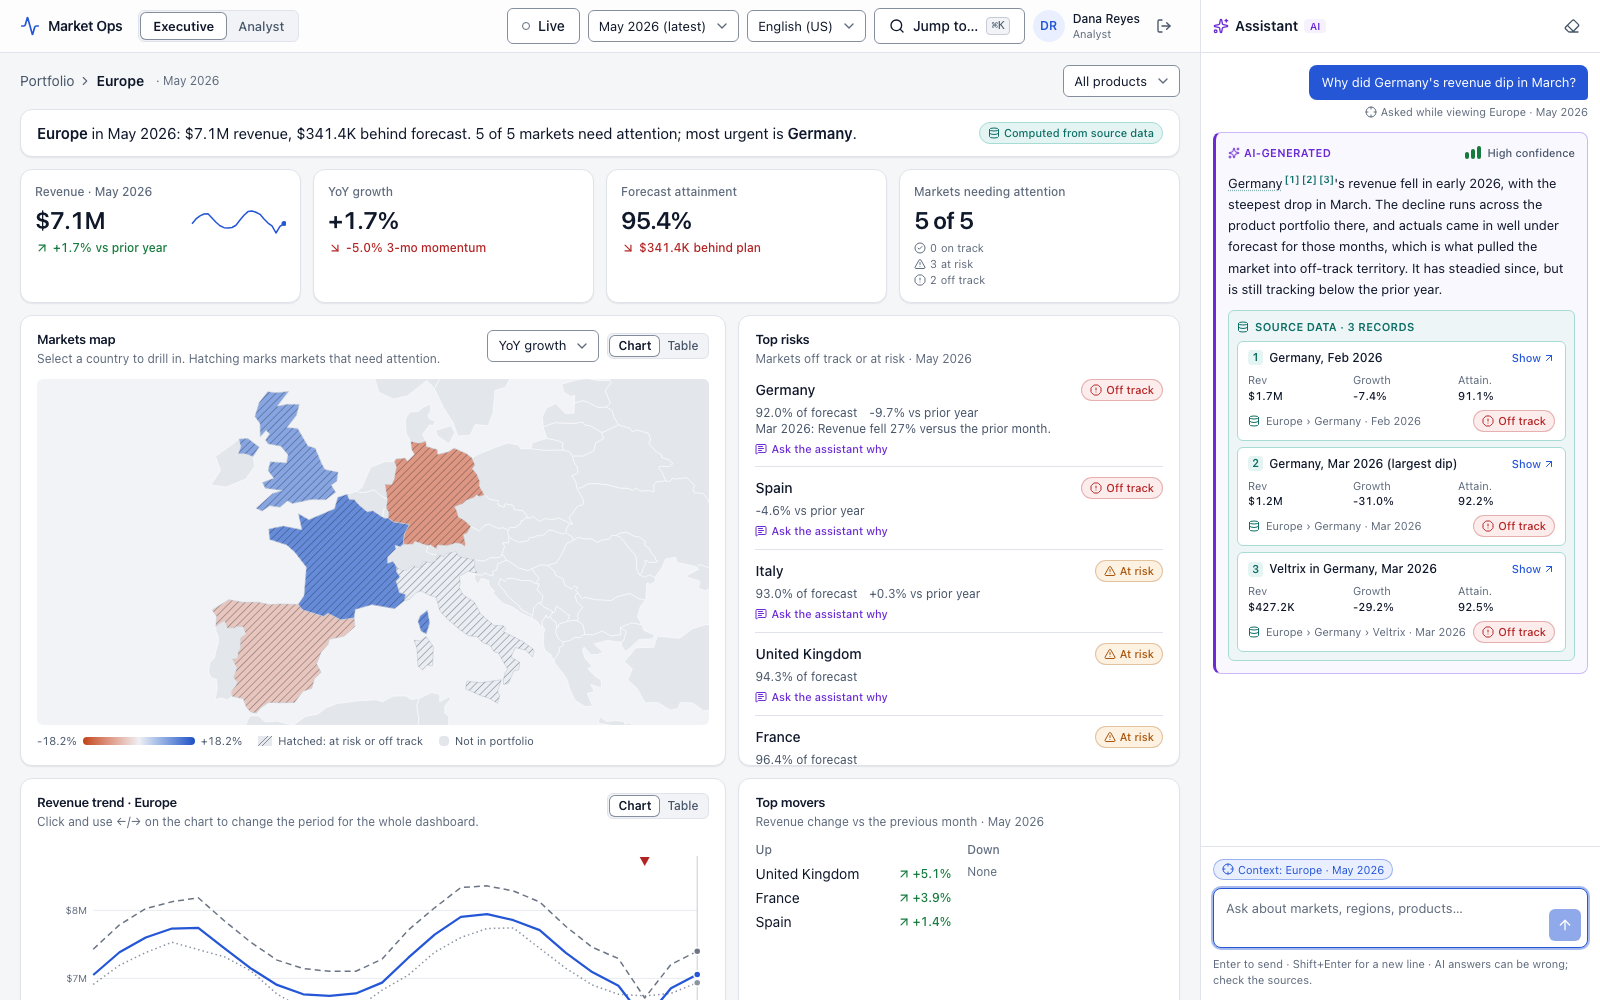 Market Ops
Executive
Analyst
Live
May 2026 (latest)
English (US)
Jump to... ⌘K
DR
Dana Reyes
Analyst
Portfolio › Europe · May 2026
All products
Europe in May 2026: $7.1M revenue, $341.4K behind forecast. 5 of 5 markets need attention; most urgent is Germany.
Computed from source data
Revenue · May 2026
$7.1M
+1.7% vs prior year
YoY growth
+1.7%
-5.0% 3-mo momentum
Forecast attainment
95.4%
$341.4K behind plan
Markets needing attention
5 of 5
0 on track
3 at risk
2 off track
Markets map
Select a country to drill in. Hatching marks markets that need attention.
YoY growth
Chart
Table
-18.2%
+18.2%
Hatched: at risk or off track
Not in portfolio
Top risks
Markets off track or at risk · May 2026
Germany
Off track
92.0% of forecast -9.7% vs prior year
Mar 2026: Revenue fell 27% versus the prior month.
Ask the assistant why
Spain
Off track
-4.6% vs prior year
Ask the assistant why
Italy
At risk
93.0% of forecast +0.3% vs prior year
Ask the assistant why
United Kingdom
At risk
94.3% of forecast
Ask the assistant why
France
At risk
96.4% of forecast
Revenue trend · Europe
Click and use ←/→ on the chart to change the period for the whole dashboard.
Chart
Table
$8M
$7M
Top movers
Revenue change vs the previous month · May 2026
Up
United Kingdom +5.1%
France +3.9%
Spain +1.4%
Down
None
Assistant AI
Why did Germany's revenue dip in March?
Asked while viewing Europe · May 2026
AI-GENERATED
High confidence
Germany [1] [2] [3]'s revenue fell in early 2026, with the
steepest drop in March. The decline runs across the
product portfolio there, and actuals came in well under
forecast for those months, which is what pulled the
market into off-track territory. It has steadied since, but
is still tracking below the prior year.
SOURCE DATA · 3 RECORDS
1 Germany, Feb 2026
Show
Rev Growth Attain.
$1.7M -7.4% 91.1%
Europe › Germany · Feb 2026
Off track
2 Germany, Mar 2026 (largest dip)
Show
Rev Growth Attain.
$1.2M -31.0% 92.2%
Europe › Germany · Mar 2026
Off track
3 Veltrix in Germany, Mar 2026
Show
Rev Growth Attain.
$427.2K -29.2% 92.5%
Europe › Germany › Veltrix · Mar 2026
Off track
Context: Europe · May 2026
Ask about markets, regions, products...
Enter to send · Shift+Enter for a new line · AI answers can be wrong;
check the sources.